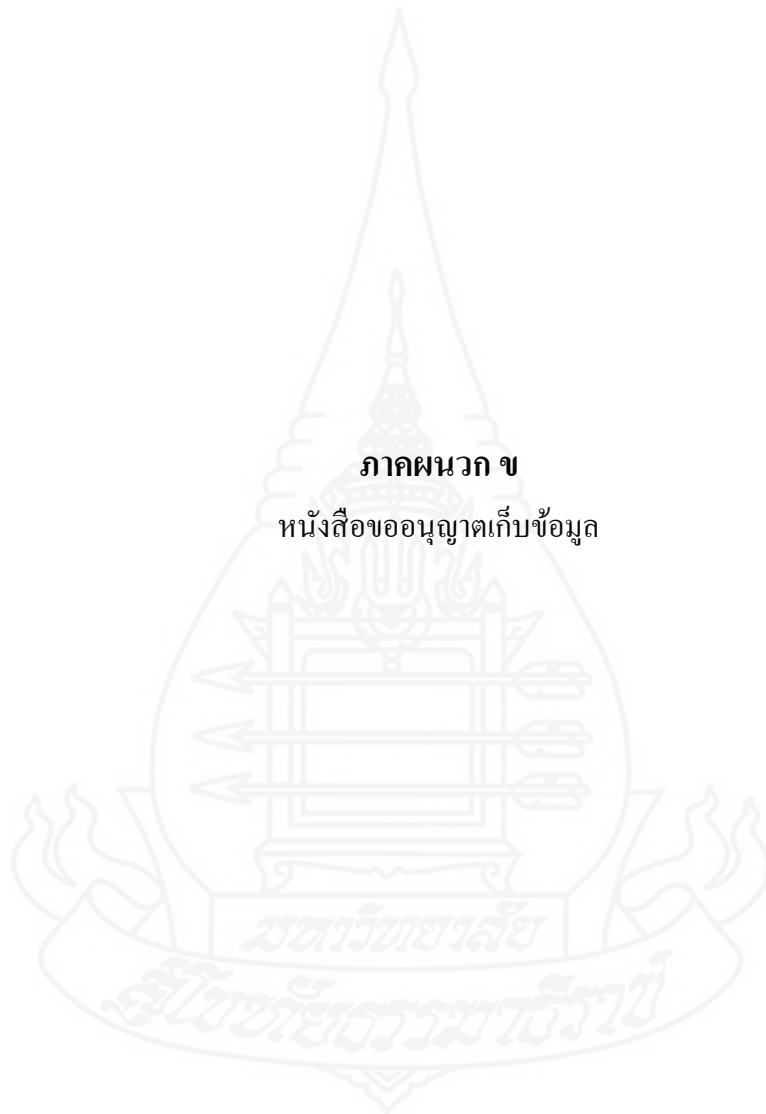 ภาคผนวก ข
หนังสือขออนุญาตเก็บข้อมูล
มหาวิทยาลัย
สุโขทัยธรรมาธิราช